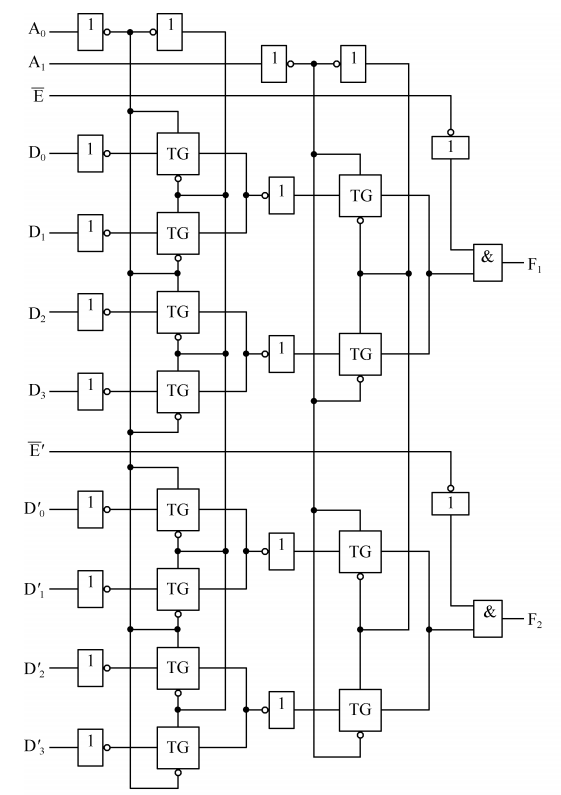 A₀ 1 1
A₁ 1 1
E̅
1
D₀ 1 TG
1 TG
D₁ 1 TG
& F₁
D₂ 1 TG
1 TG
D₃ 1 TG
E̅′
1
D′₀ 1 TG
1 TG
D′₁ 1 TG
& F₂
D′₂ 1 TG
1 TG
D′₃ 1 TG